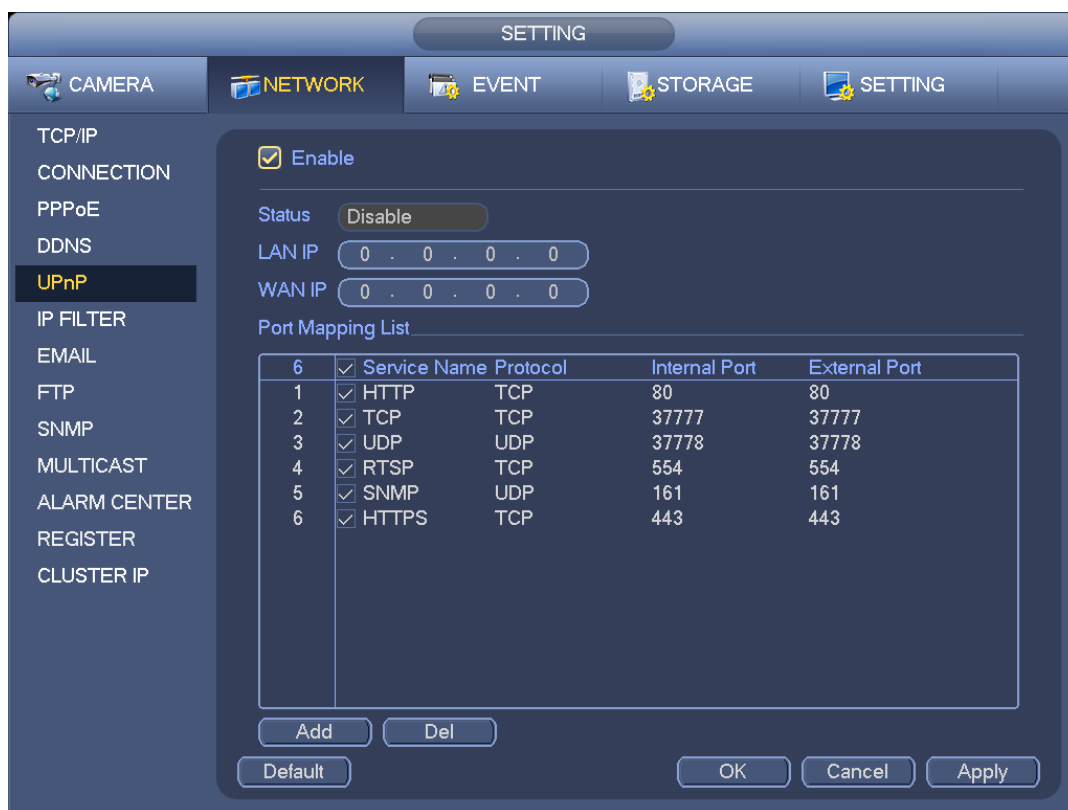 SETTING
CAMERA NETWORK EVENT STORAGE SETTING
TCP/IP
CONNECTION
PPPoE
DDNS
UPnP
IP FILTER
EMAIL
FTP
SNMP
MULTICAST
ALARM CENTER
REGISTER
CLUSTER IP
Enable
Status Disable
LAN IP 0 . 0 . 0 . 0
WAN IP 0 . 0 . 0 . 0
Port Mapping List
6 Service Name Protocol Internal Port External Port
1 HTTP TCP 80 80
2 TCP TCP 37777 37777
3 UDP UDP 37778 37778
4 RTSP TCP 554 554
5 SNMP UDP 161 161
6 HTTPS TCP 443 443
Add Del
Default OK Cancel Apply